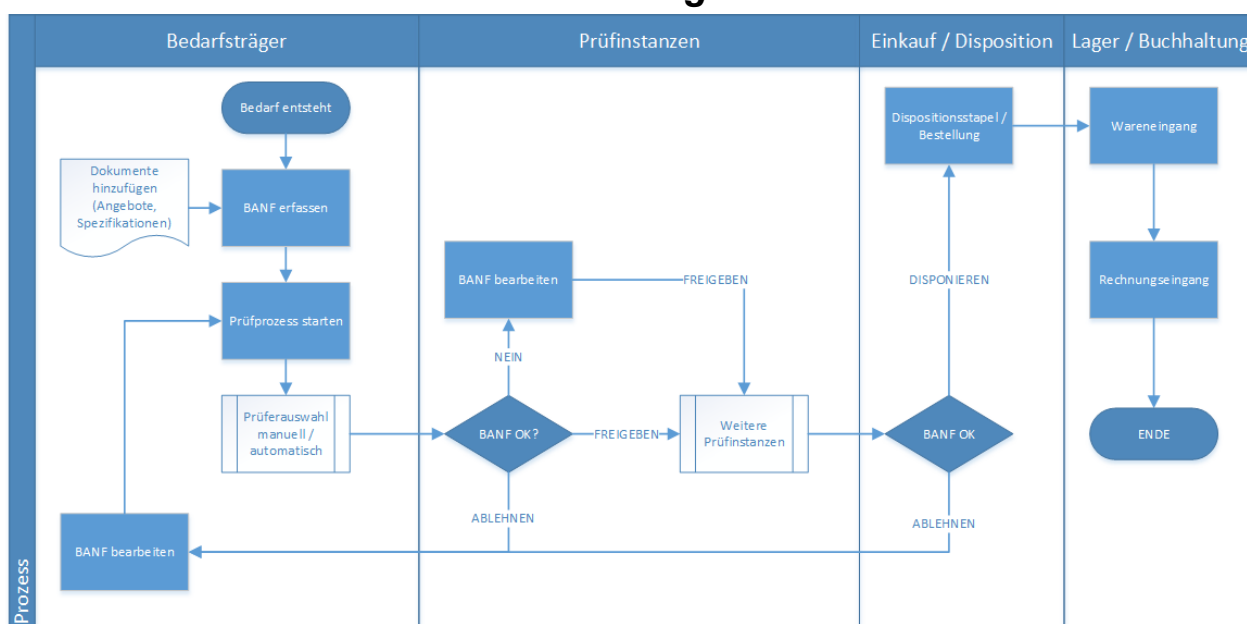 Bedarfsträger
Prüfinstanzen
Einkauf / Disposition
Lager / Buchhaltung
Prozess
Bedarf entsteht
Dokumente
hinzufügen
(Angebote,
Spezifikationen)
BANF erfassen
Prüfprozess starten
Prüferauswahl
manuell /
automatisch
BANF bearbeiten
BANF bearbeiten
FREIGEBEN
NEIN
BANF OK?
FREIGEBEN
Weitere
Prüfinstanzen
ABLEHNEN
Dispositionsstapel /
Bestellung
DISPONIEREN
BANF OK
ABLEHNEN
Wareneingang
Rechnungseingang
ENDE